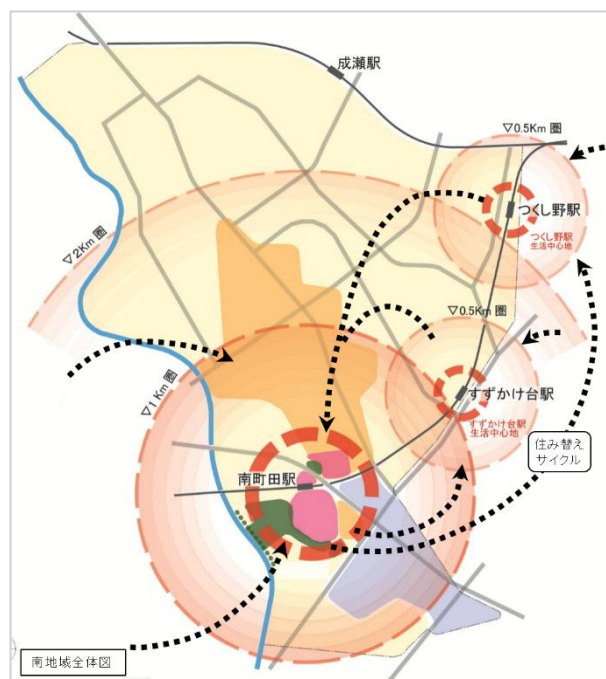 成瀬駅
▽0.5Km 圏
つくし野駅
つくし野駅
生活中心地
▽2Km 圏
▽0.5Km 圏
▽1Km 圏
すずかけ台駅
すずかけ台駅
生活中心地
住み替え
サイクル
南町田駅
南地域全体図